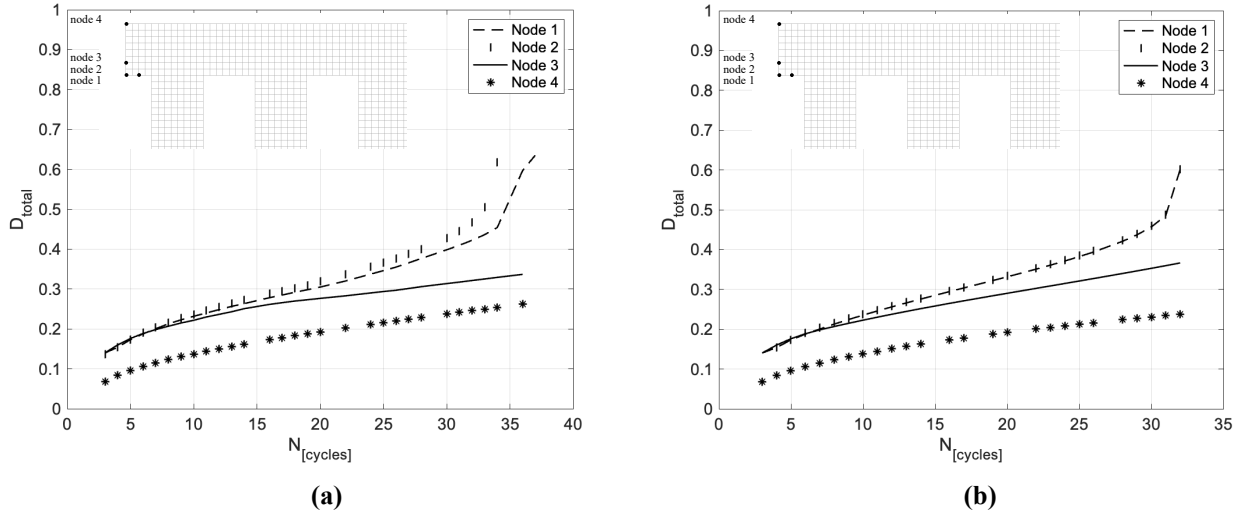 node 4
node 3
node 2
node 1
Node 1
Node 2
Node 3
Node 4
1
0.9
0.8
0.7
0.6
0.5
0.4
0.3
0.2
0.1
0
D_total
0 5 10 15 20 25 30 35 40
N_[cycles]
(a)
node 4
node 3
node 2
node 1
Node 1
Node 2
Node 3
Node 4
1
0.9
0.8
0.7
0.6
0.5
0.4
0.3
0.2
0.1
0
D_total
0 5 10 15 20 25 30 35
N_[cycles]
(b)